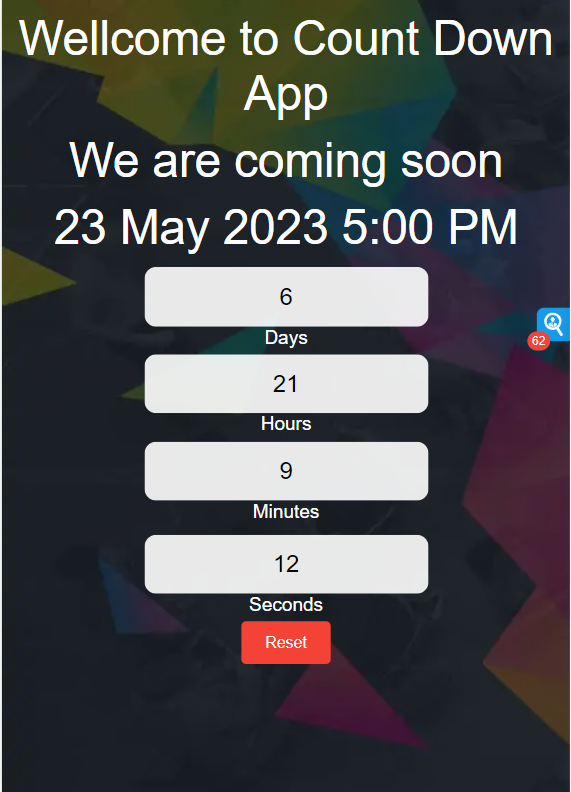 Wellcome to Count Down
App
We are coming soon
23 May 2023 5:00 PM
6
Days
62
21
Hours
9
Minutes
12
Seconds
Reset